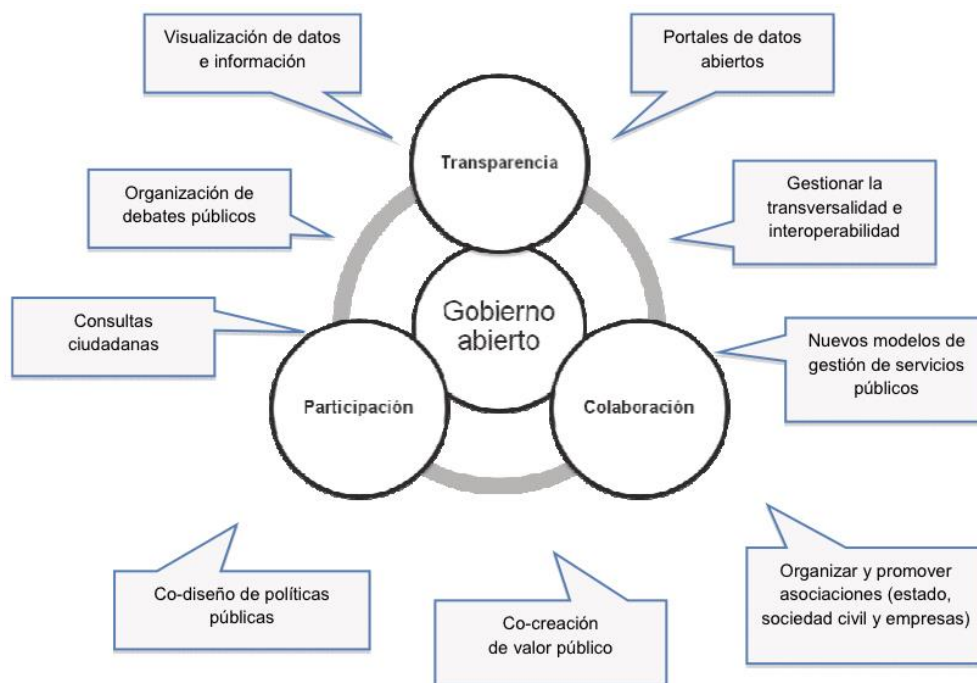 Visualización de datos
e información
Portales de datos
abiertos
Transparencia
Organización de
debates públicos
Gestionar la
transversalidad e
interoperabilidad
Gobierno
abierto
Consultas
ciudadanas
Nuevos modelos de
gestión de servicios
públicos
Participación
Colaboración
Co-diseño de políticas
públicas
Co-creación
de valor público
Organizar y promover
asociaciones (estado,
sociedad civil y empresas)